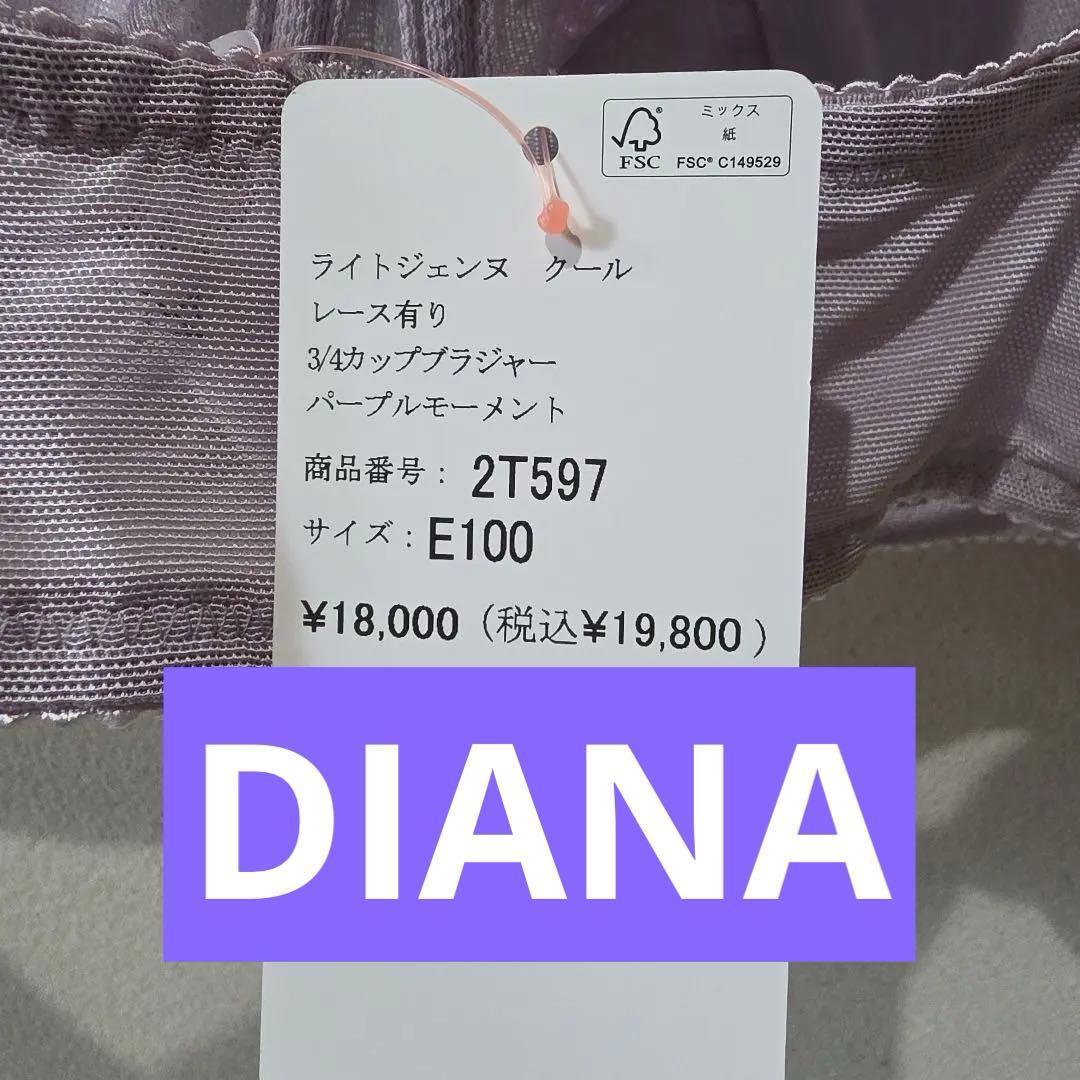 ミックス
紙
FSC® FSC® C149529
ライトジェンヌ クール
レース有り
3/4カップブラジャー
パープルモーメント
商品番号： 2T597
サイズ：E100
¥18,000（税込¥19,800）
DIANA